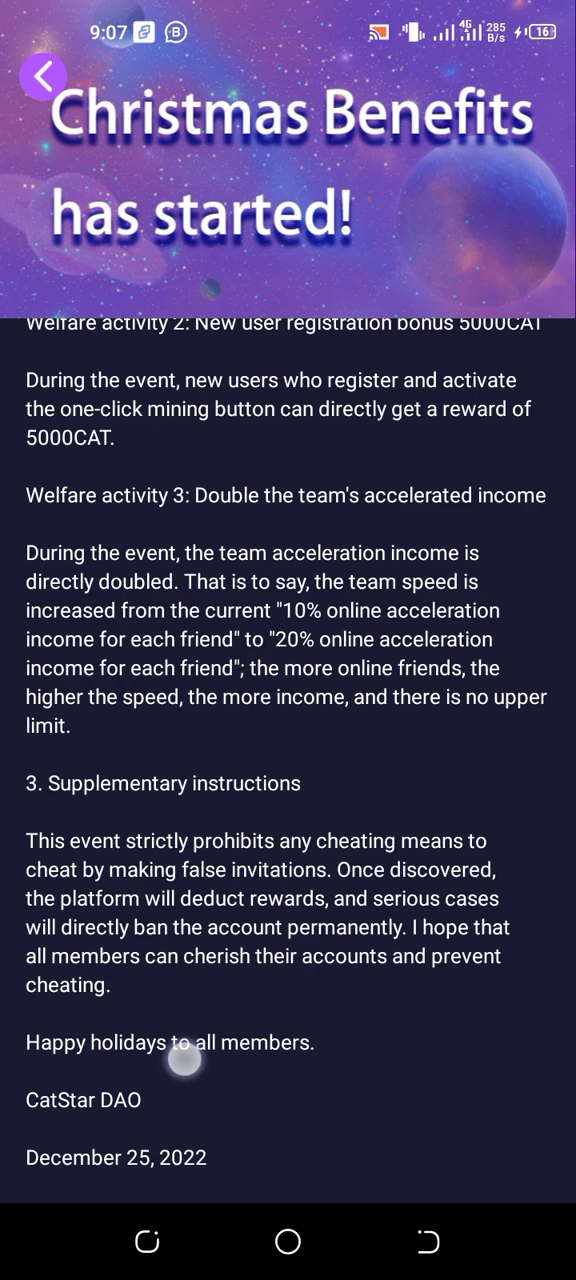 9:07 B 4G 285 B/s 16
Christmas Benefits
has started!
Welfare activity 2: New user registration bonus 5000CAT
During the event, new users who register and activate
the one-click mining button can directly get a reward of
5000CAT.
Welfare activity 3: Double the team's accelerated income
During the event, the team acceleration income is
directly doubled. That is to say, the team speed is
increased from the current "10% online acceleration
income for each friend" to "20% online acceleration
income for each friend"; the more online friends, the
higher the speed, the more income, and there is no upper
limit.
3. Supplementary instructions
This event strictly prohibits any cheating means to
cheat by making false invitations. Once discovered,
the platform will deduct rewards, and serious cases
will directly ban the account permanently. I hope that
all members can cherish their accounts and prevent
cheating.
Happy holidays to all members.
CatStar DAO
December 25, 2022